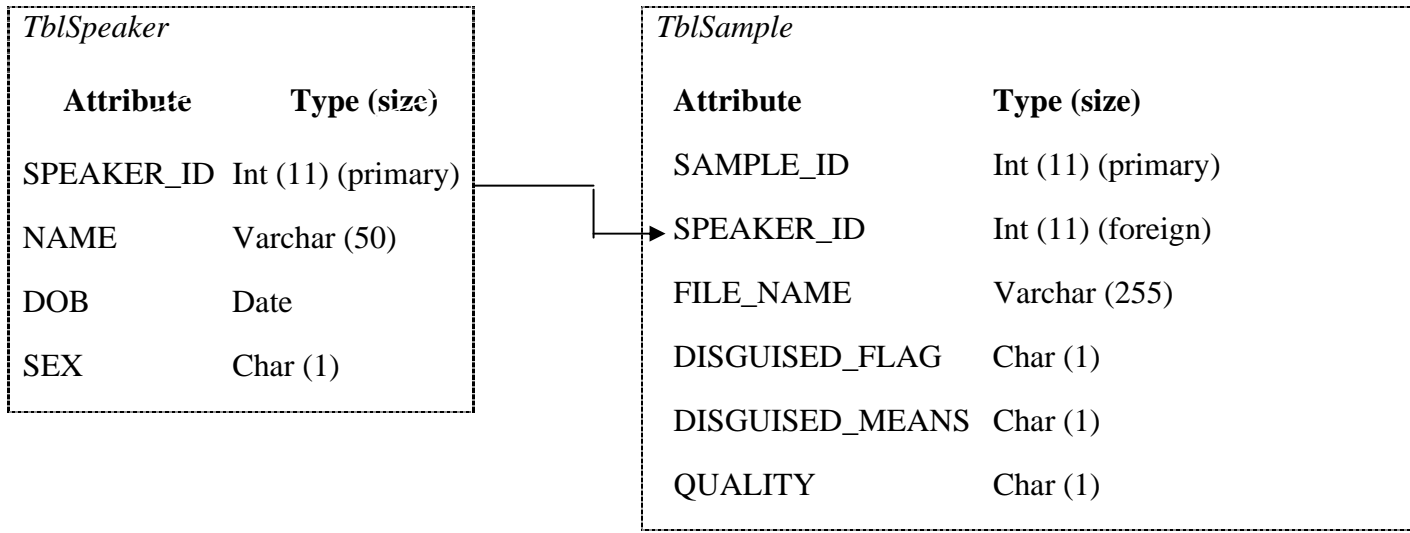 TblSpeaker
Attribute Type (size)
SPEAKER_ID Int (11) (primary)
NAME Varchar (50)
DOB Date
SEX Char (1)
TblSample
Attribute Type (size)
SAMPLE_ID Int (11) (primary)
SPEAKER_ID Int (11) (foreign)
FILE_NAME Varchar (255)
DISGUISED_FLAG Char (1)
DISGUISED_MEANS Char (1)
QUALITY Char (1)